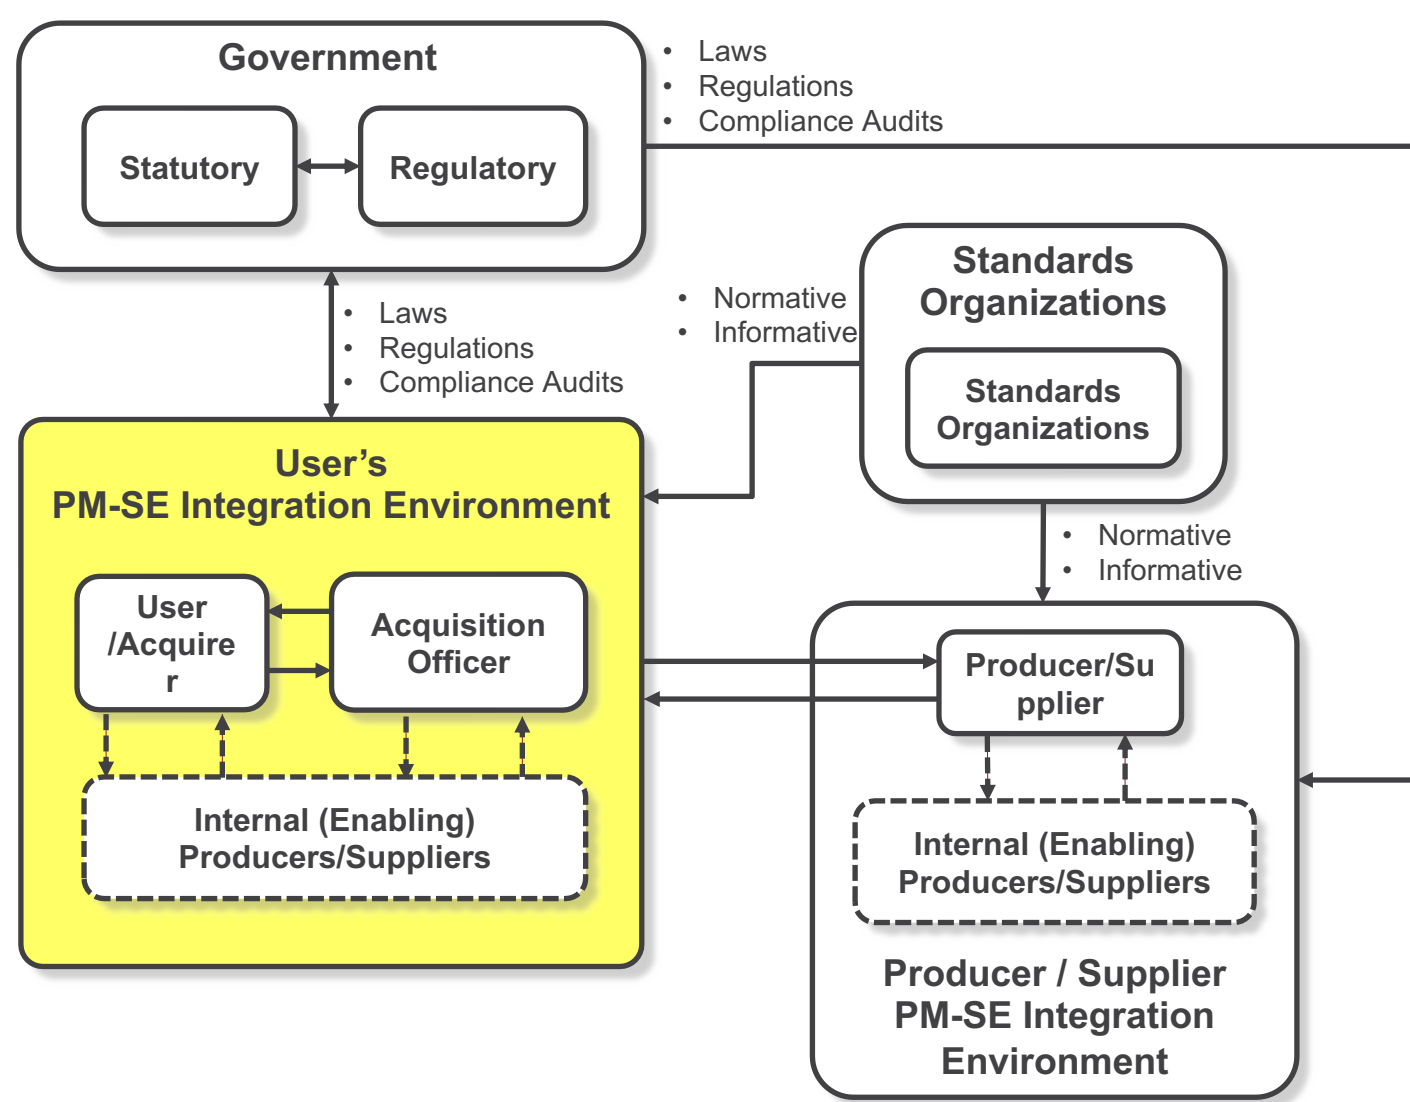 Government
Statutory
Regulatory
• Laws
• Regulations
• Compliance Audits
• Laws
• Regulations
• Compliance Audits
• Normative
• Informative
Standards
Organizations
Standards
Organizations
• Normative
• Informative
User’s
PM-SE Integration Environment
User
/Acquire
r
Acquisition
Officer
Internal (Enabling)
Producers/Suppliers
Producer/Su
pplier
Internal (Enabling)
Producers/Suppliers
Producer / Supplier
PM-SE Integration
Environment